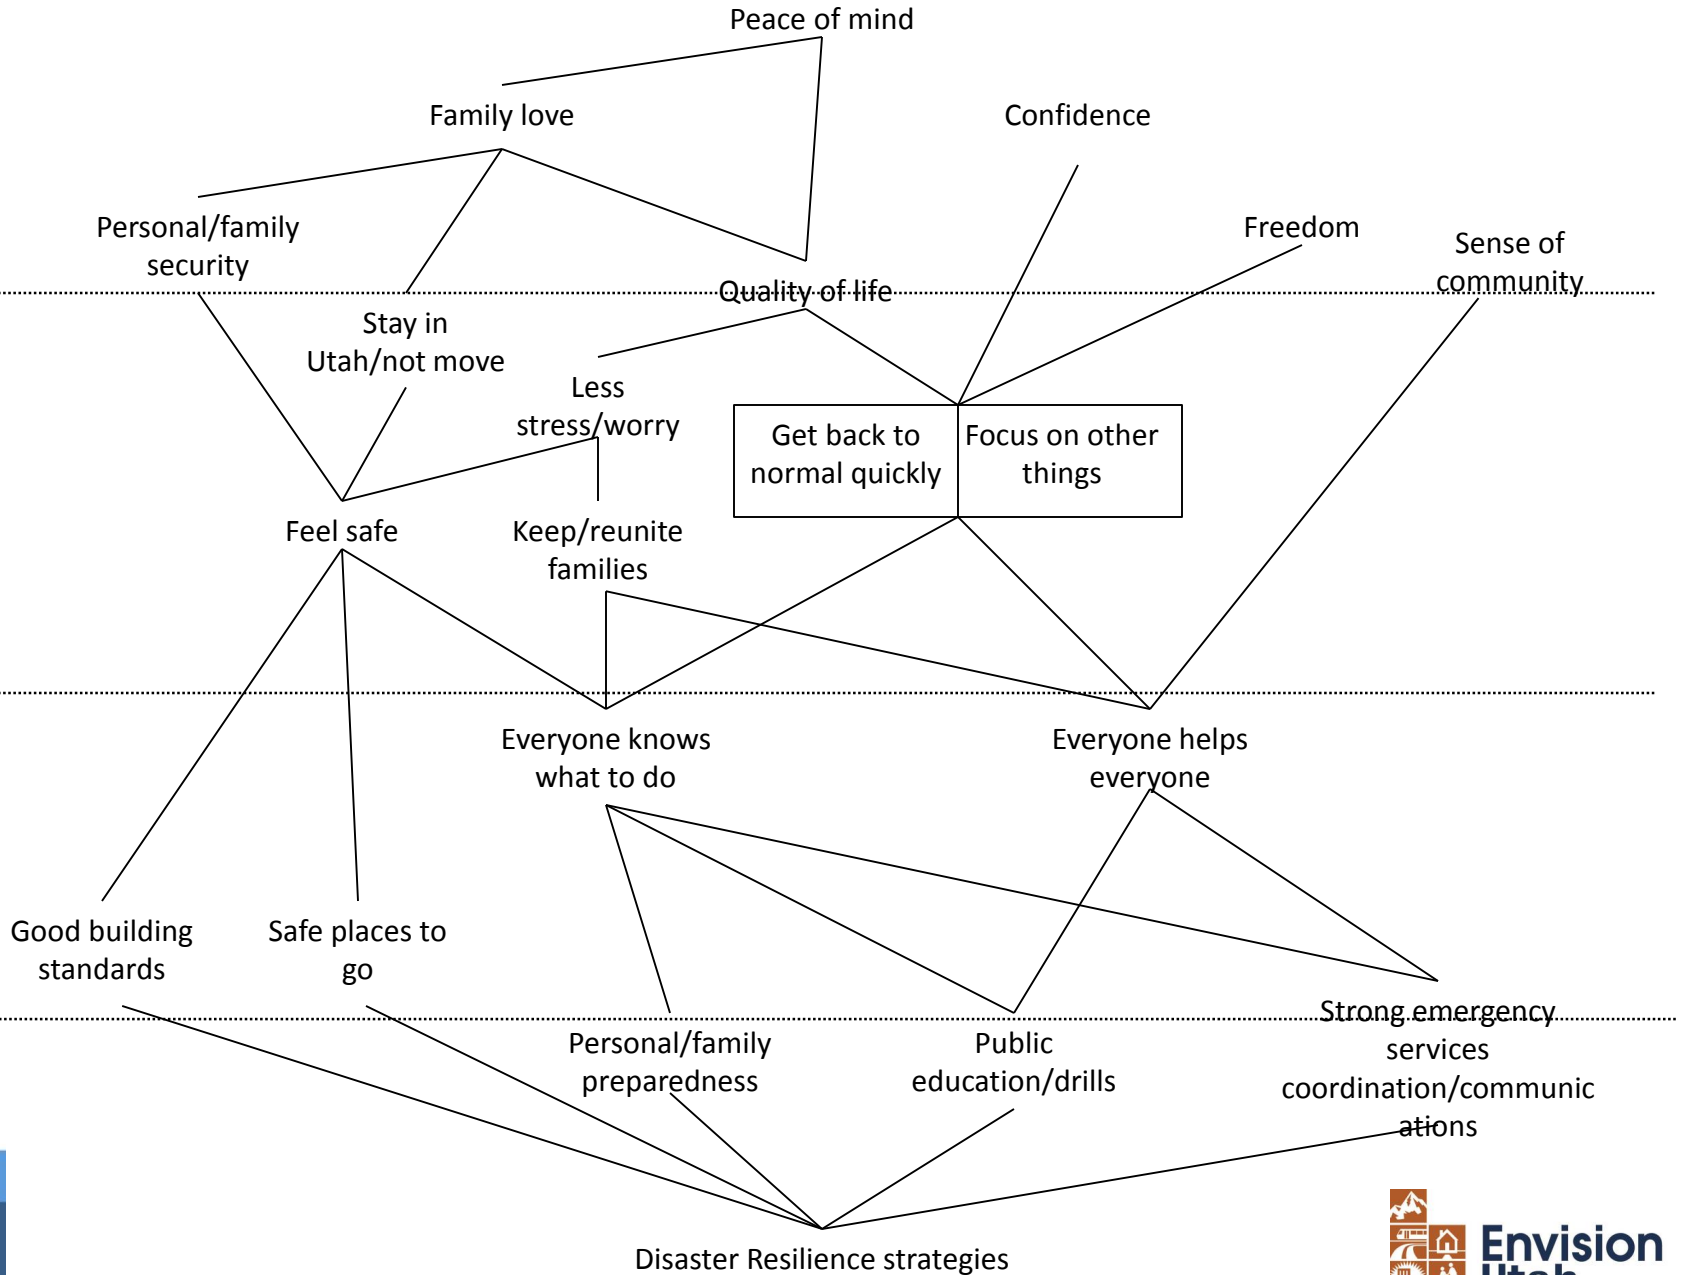 Peace of mind
Family love
Confidence
Personal/family
security
Freedom
Sense of
community
Quality of life
Stay in
Utah/not move
Less
stress/worry
Get back to
normal quickly
Focus on other
things
Feel safe
Keep/reunite
families
Everyone knows
what to do
Everyone helps
everyone
Good building
standards
Safe places to
go
Personal/family
preparedness
Public
education/drills
Strong emergency
services
coordination/communic
ations
Disaster Resilience strategies
Envision
Utah